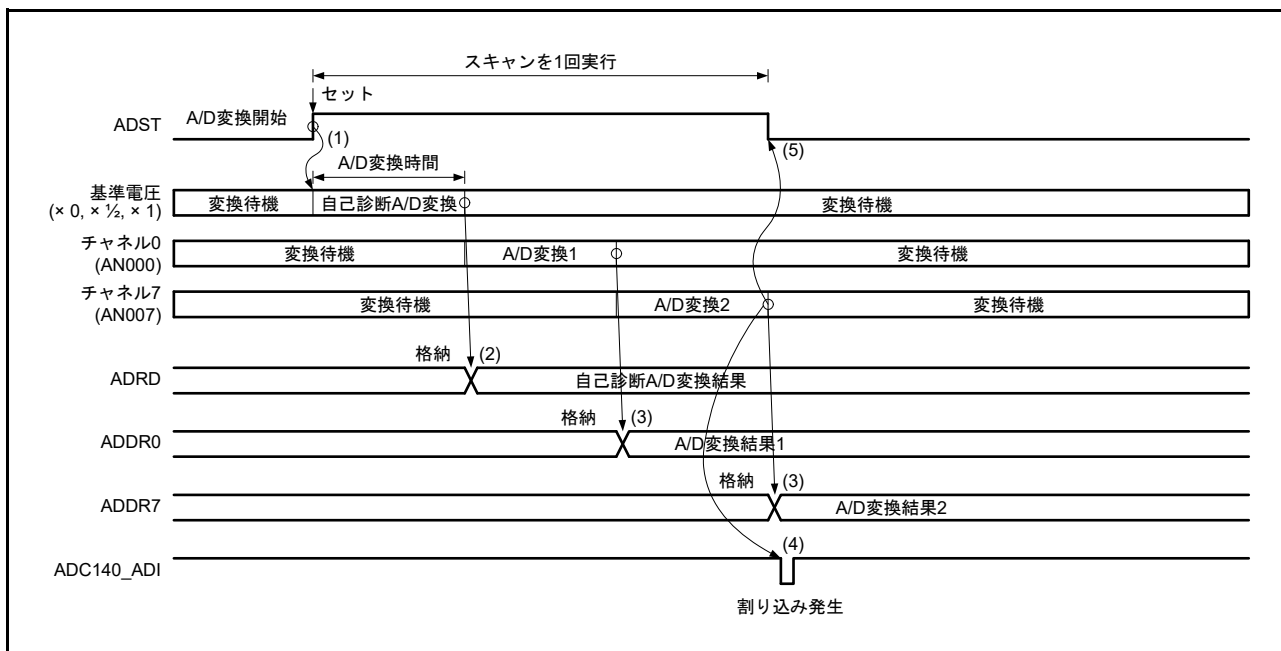 スキャンを1回実行
セット
ADST
A/D変換開始
(1)
(5)
A/D変換時間
基準電圧
(× 0, × ½, × 1)
変換待機
自己診断A/D変換
変換待機
チャネル0
(AN000)
変換待機
A/D変換1
変換待機
チャネル7
(AN007)
変換待機
A/D変換2
変換待機
格納
(2)
ADRD
自己診断A/D変換結果
格納
(3)
ADDR0
A/D変換結果1
格納
(3)
ADDR7
A/D変換結果2
(4)
ADC140_ADI
割り込み発生